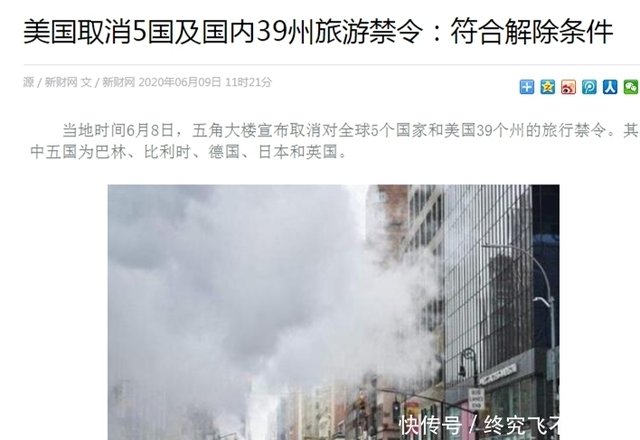 美国取消5国及国内39州旅游禁令：符合解除条件
源 / 新财网 文 / 新财网 2020年06月09日 11时21分
当地时间6月8日，五角大楼宣布取消对全球5个国家和美国39个州的旅行禁令。其
中五国为巴林、比利时、德国、日本和英国。
快传号 / 终究飞不